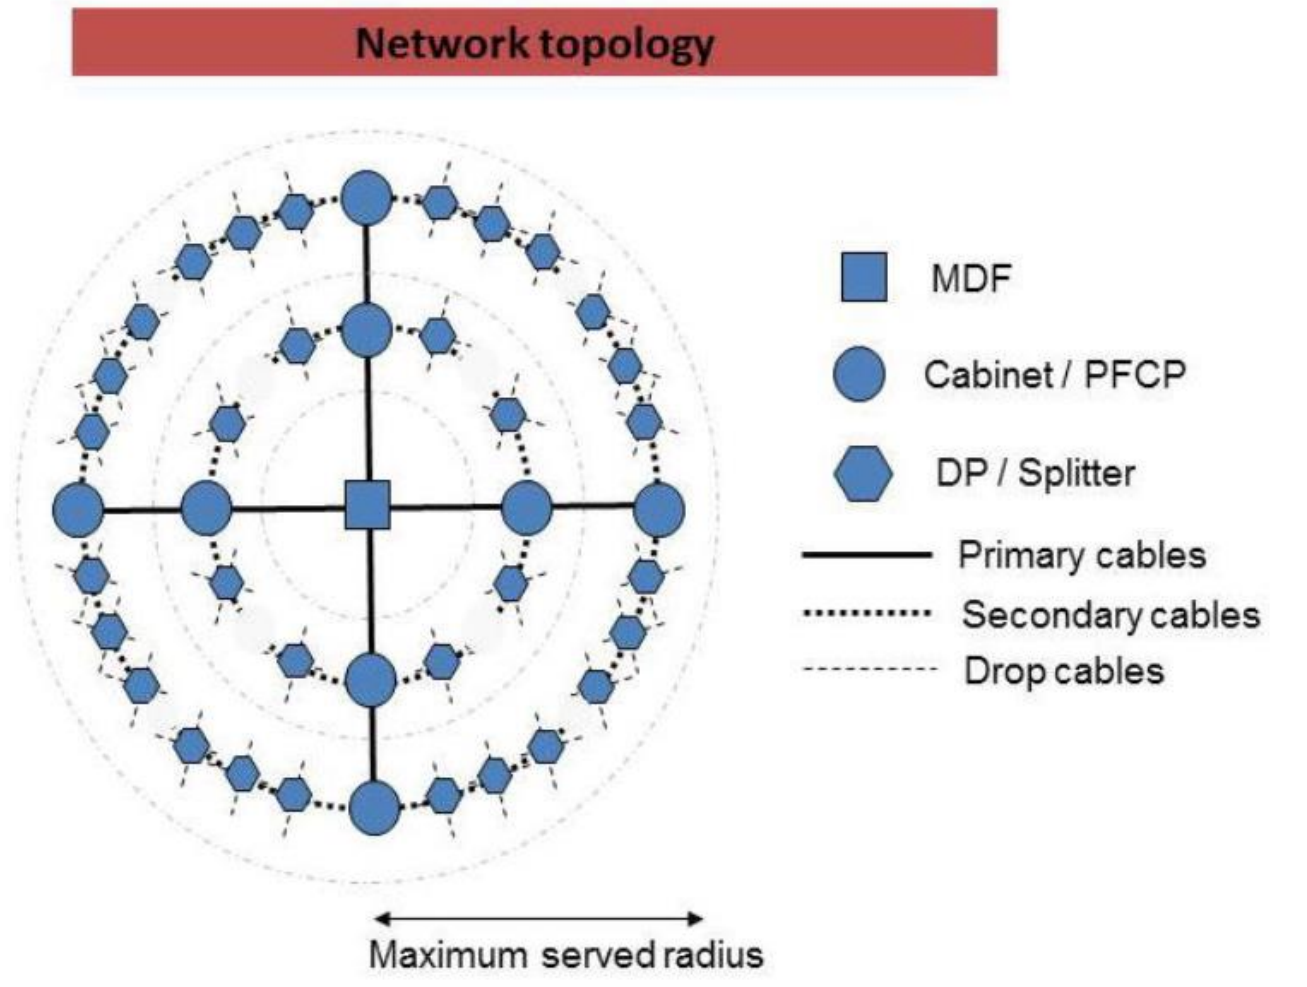 Network topology
MDF
Cabinet / PFCP
DP / Splitter
Primary cables
Secondary cables
Drop cables
Maximum served radius